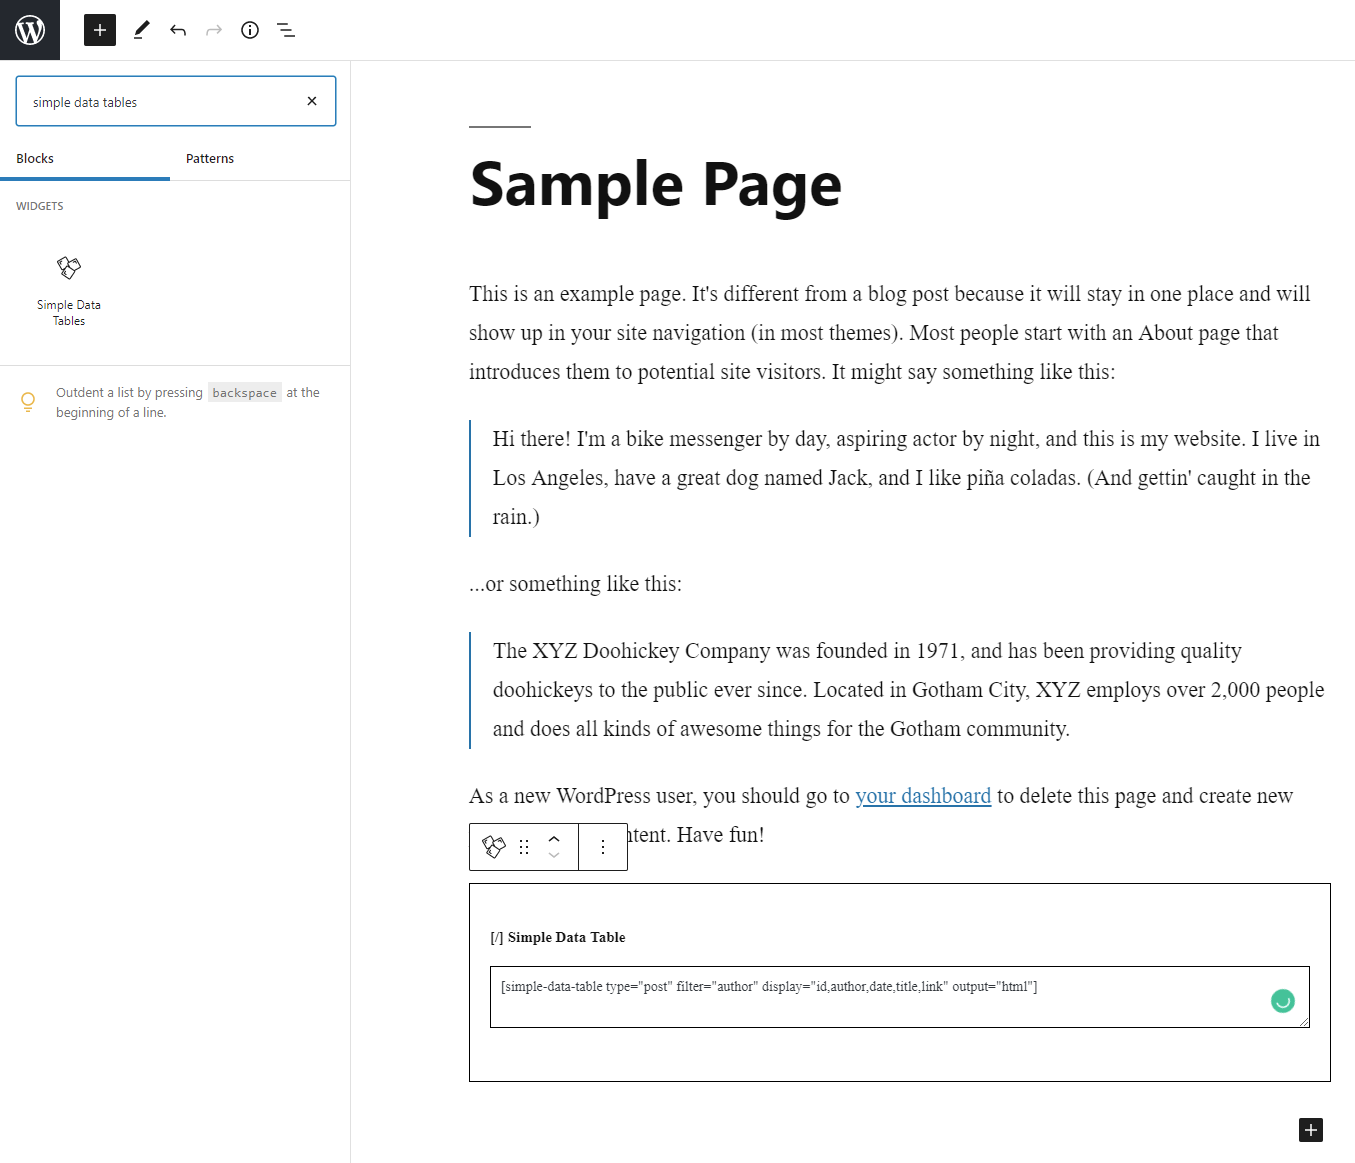 simple data tables
Blocks
Patterns
WIDGETS
Simple Data
Tables
Outdent a list by pressing backspace at the
beginning of a line.
Sample Page
This is an example page. It's different from a blog post because it will stay in one place and will
show up in your site navigation (in most themes). Most people start with an About page that
introduces them to potential site visitors. It might say something like this:
Hi there! I'm a bike messenger by day, aspiring actor by night, and this is my website. I live in
Los Angeles, have a great dog named Jack, and I like piña coladas. (And gettin' caught in the
rain.)
...or something like this:
The XYZ Doohickey Company was founded in 1971, and has been providing quality
doohickeys to the public ever since. Located in Gotham City, XYZ employs over 2,000 people
and does all kinds of awesome things for the Gotham community.
As a new WordPress user, you should go to your dashboard to delete this page and create new
Have fun!
[/] Simple Data Table
[simple-data-table type="post" filter="author" display="id,author,date,title,link" output="html"]